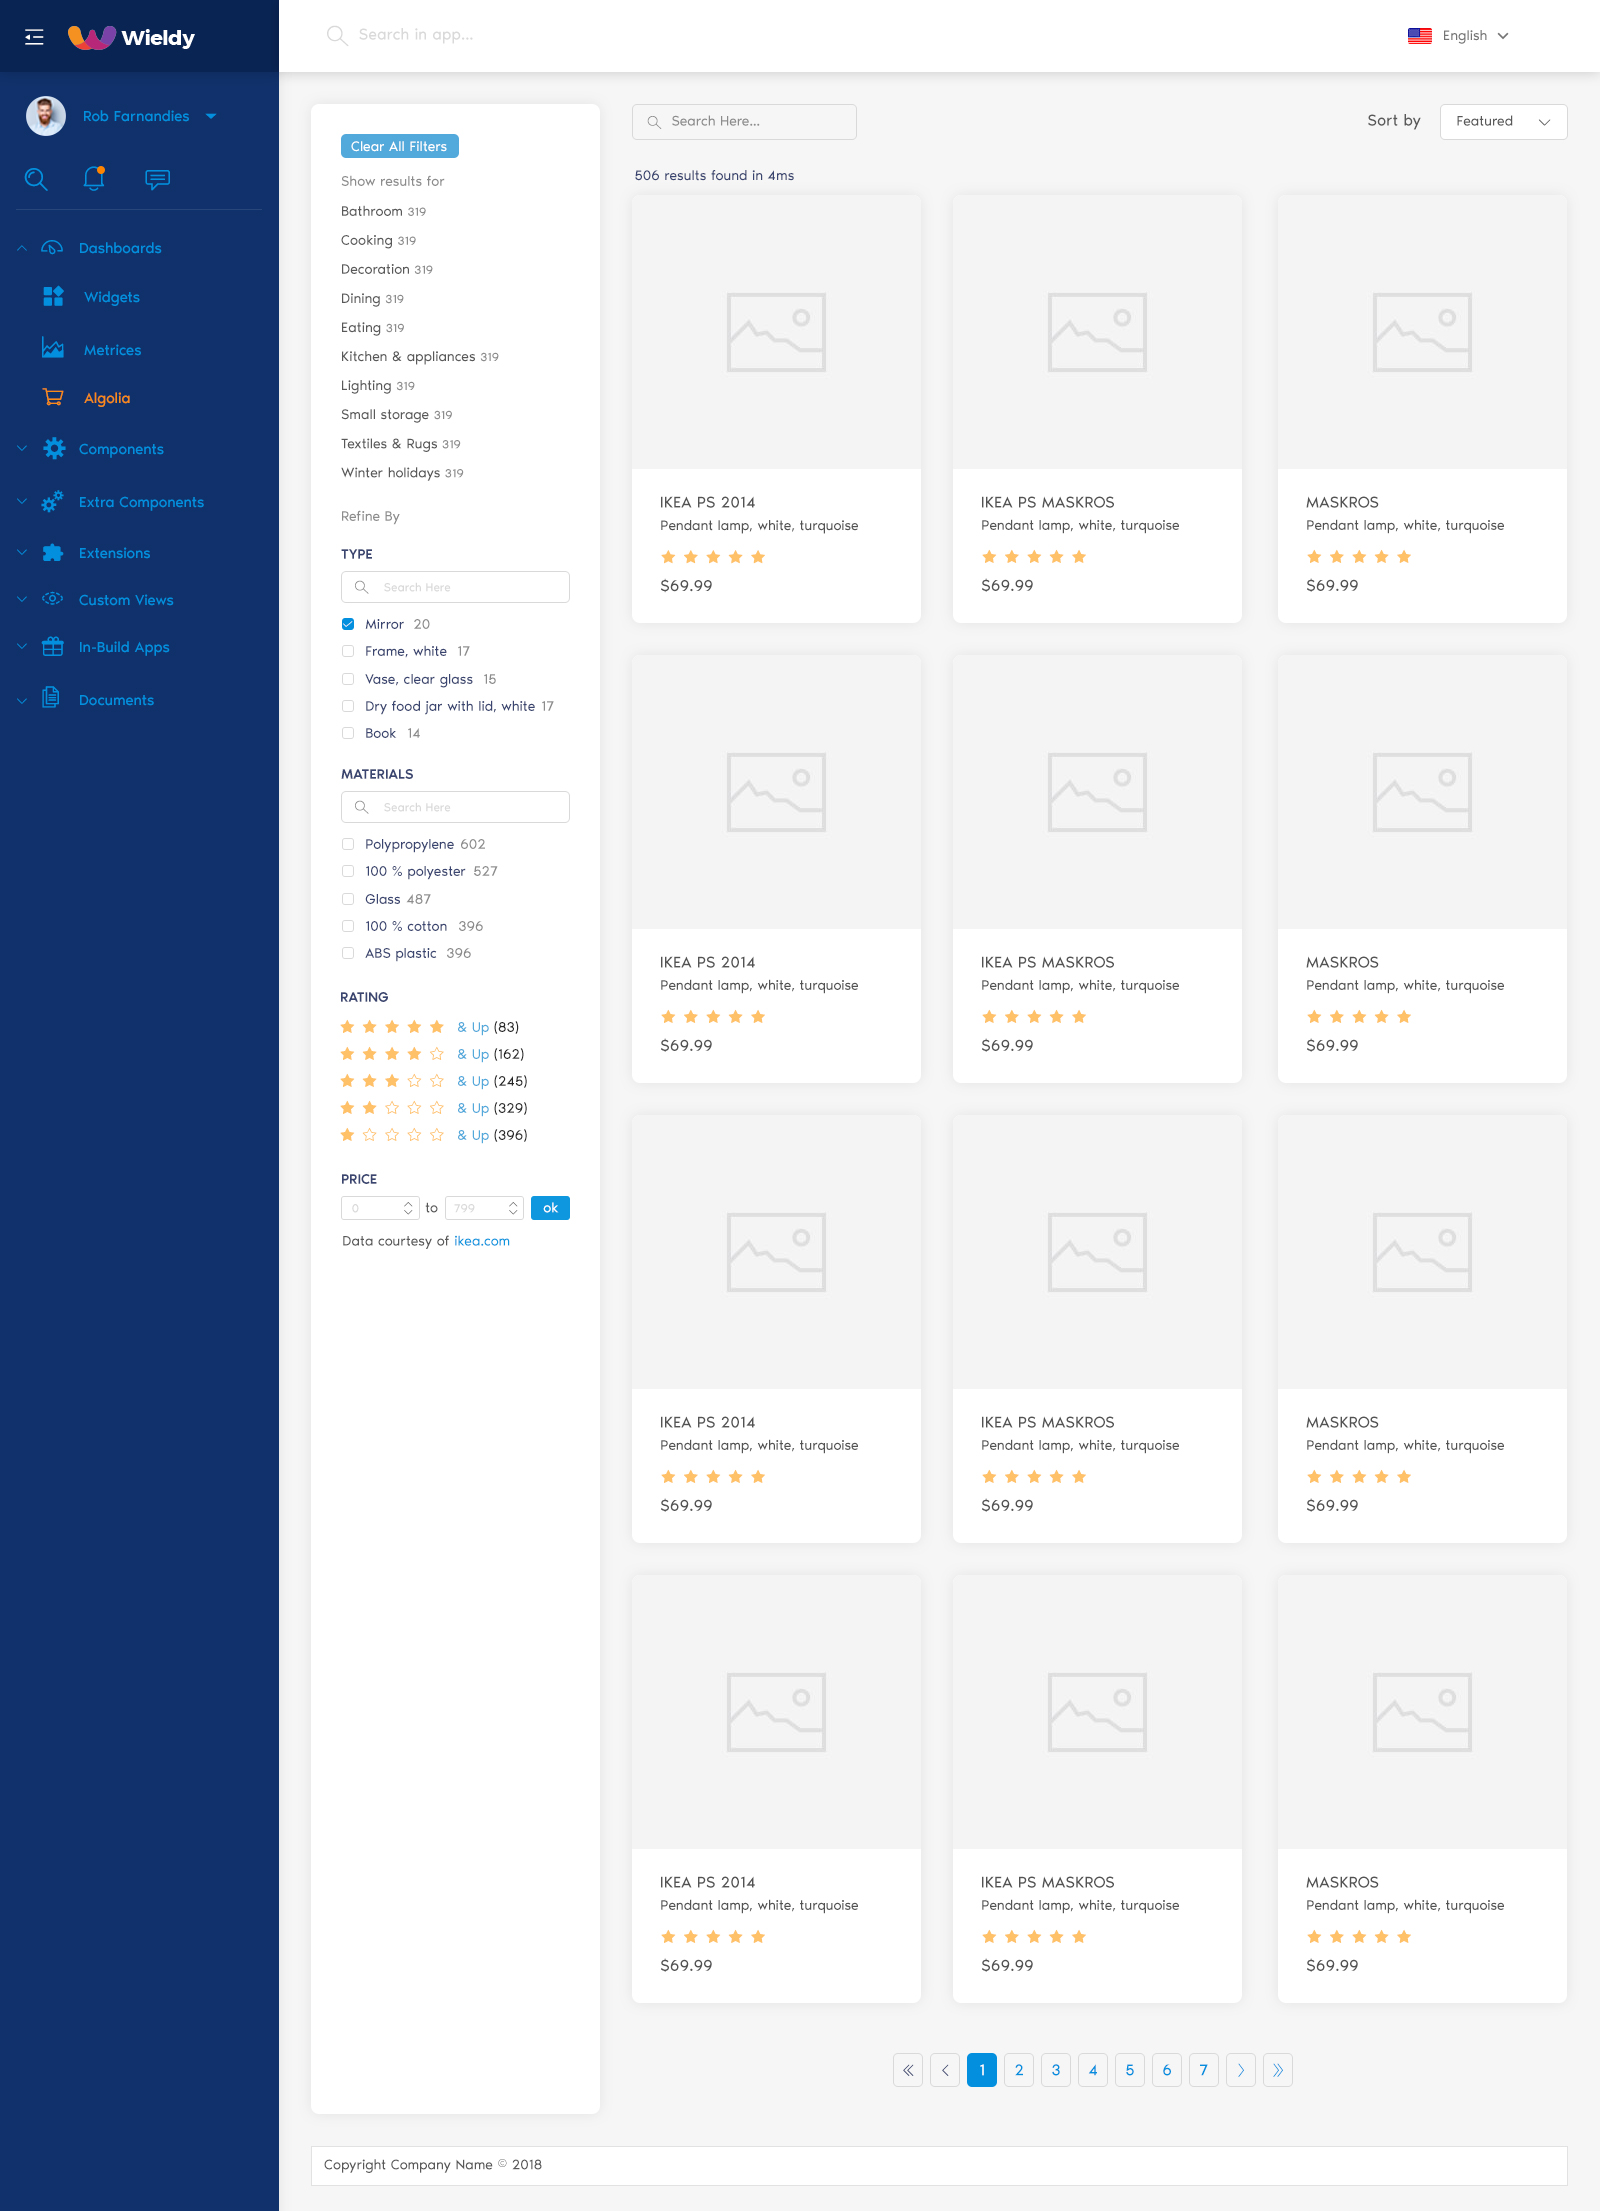 Wieldy
Search in app...
English
Rob Farnandies
Dashboards
Widgets
Metrices
Algolia
Components
Extra Components
Extensions
Custom Views
In-Build Apps
Documents
Clear All Filters
Show results for
Bathroom 319
Cooking 319
Decoration 319
Dining 319
Eating 319
Kitchen & appliances 319
Lighting 319
Small storage 319
Textiles & Rugs 319
Winter holidays 319
Refine By
TYPE
Search Here
Mirror 20
Frame, white 17
Vase, clear glass 15
Dry food jar with lid, white 17
Book 14
MATERIALS
Search Here
Polypropylene 602
100 % polyester 527
Glass 487
100 % cotton 396
ABS plastic 396
RATING
& Up (83)
& Up (162)
& Up (245)
& Up (329)
& Up (396)
PRICE
0 to 799 ok
Data courtesy of ikea.com
Search Here...
Sort by Featured
506 results found in 4ms
IKEA PS 2014
Pendant lamp, white, turquoise
$69.99
IKEA PS MASKROS
Pendant lamp, white, turquoise
$69.99
MASKROS
Pendant lamp, white, turquoise
$69.99
IKEA PS 2014
Pendant lamp, white, turquoise
$69.99
IKEA PS MASKROS
Pendant lamp, white, turquoise
$69.99
MASKROS
Pendant lamp, white, turquoise
$69.99
IKEA PS 2014
Pendant lamp, white, turquoise
$69.99
IKEA PS MASKROS
Pendant lamp, white, turquoise
$69.99
MASKROS
Pendant lamp, white, turquoise
$69.99
IKEA PS 2014
Pendant lamp, white, turquoise
$69.99
IKEA PS MASKROS
Pendant lamp, white, turquoise
$69.99
MASKROS
Pendant lamp, white, turquoise
$69.99
1 2 3 4 5 6 7
Copyright Company Name © 2018